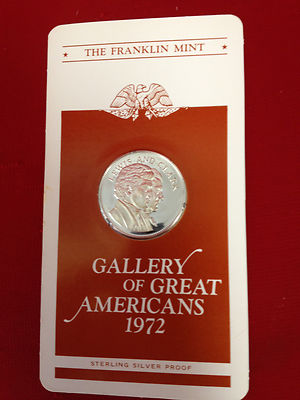 THE FRANKLIN MINT
LEWIS AND CLARK
GALLERY
OF GREAT
AMERICANS
1972
STERLING SILVER PROOF